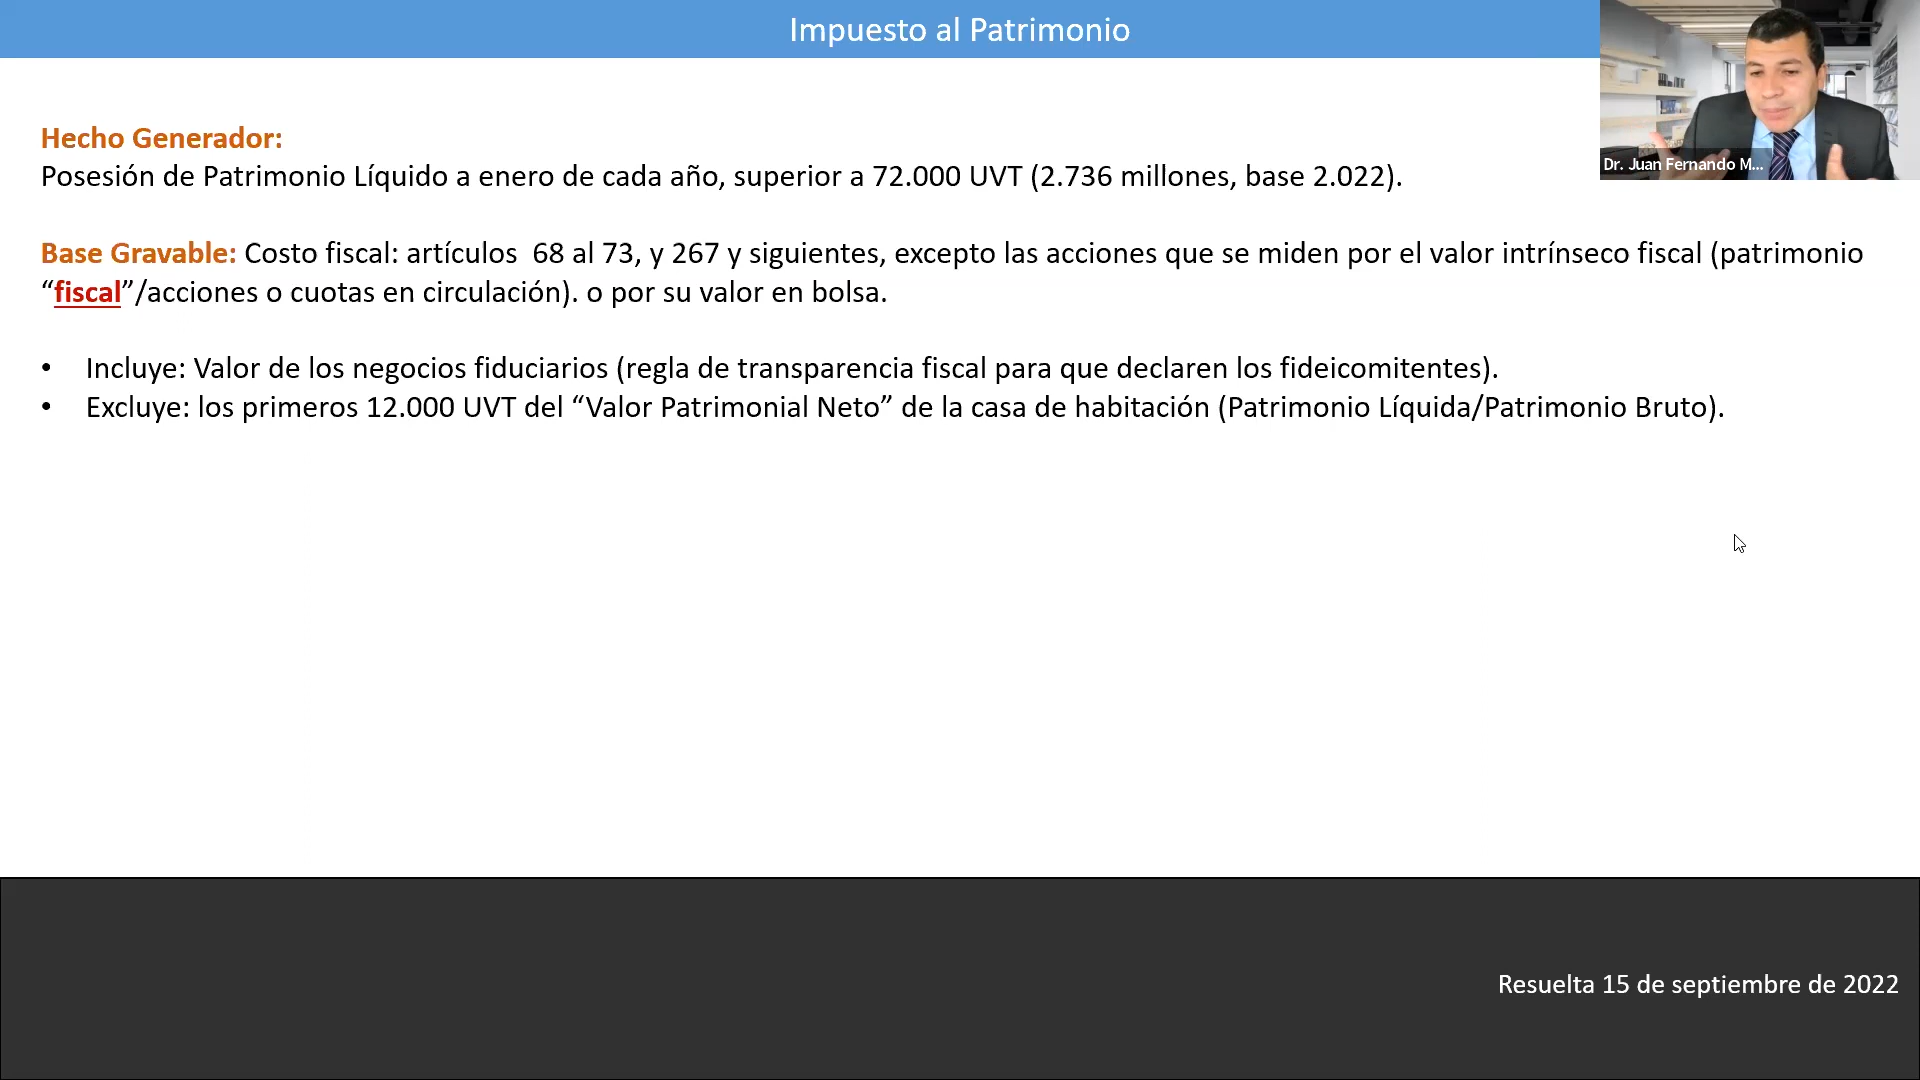 Impuesto al Patrimonio
Dr. Juan Fernando M...
Hecho Generador:
Posesión de Patrimonio Líquido a enero de cada año, superior a 72.000 UVT (2.736 millones, base 2.022).
Base Gravable: Costo fiscal: artículos  68 al 73, y 267 y siguientes, excepto las acciones que se miden por el valor intrínseco fiscal (patrimonio
“fiscal”/acciones o cuotas en circulación). o por su valor en bolsa.
• Incluye: Valor de los negocios fiduciarios (regla de transparencia fiscal para que declaren los fideicomitentes).
• Excluye: los primeros 12.000 UVT del “Valor Patrimonial Neto” de la casa de habitación (Patrimonio Líquida/Patrimonio Bruto).
Resuelta 15 de septiembre de 2022